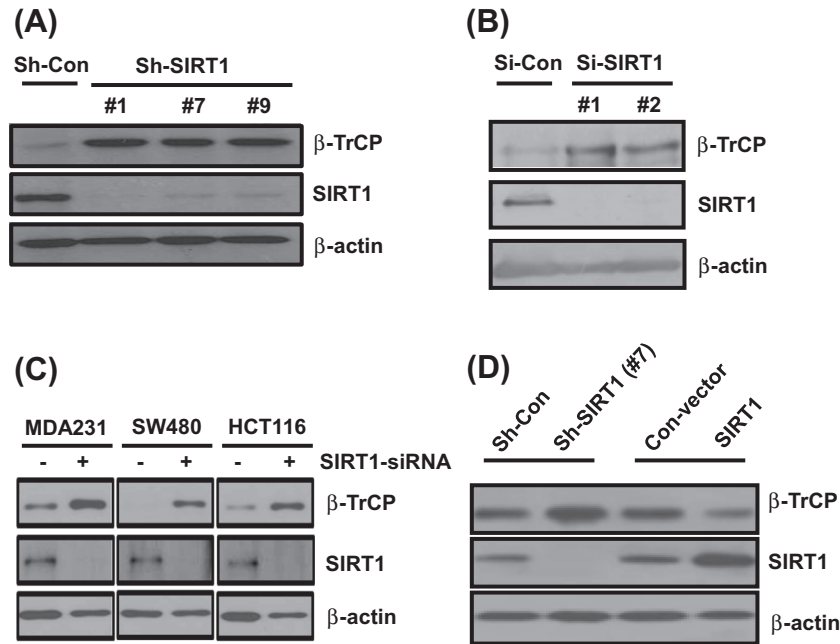 (A)
Sh-Con Sh-SIRT1
#1 #7 #9
β-TrCP
SIRT1
β-actin
(B)
Si-Con Si-SIRT1
#1 #2
β-TrCP
SIRT1
β-actin
(C)
MDA231 SW480 HCT116
- + - + - + SIRT1-siRNA
β-TrCP
SIRT1
β-actin
(D)
Sh-Con Sh-SIRT1 (#7) Con-vector SIRT1
β-TrCP
SIRT1
β-actin